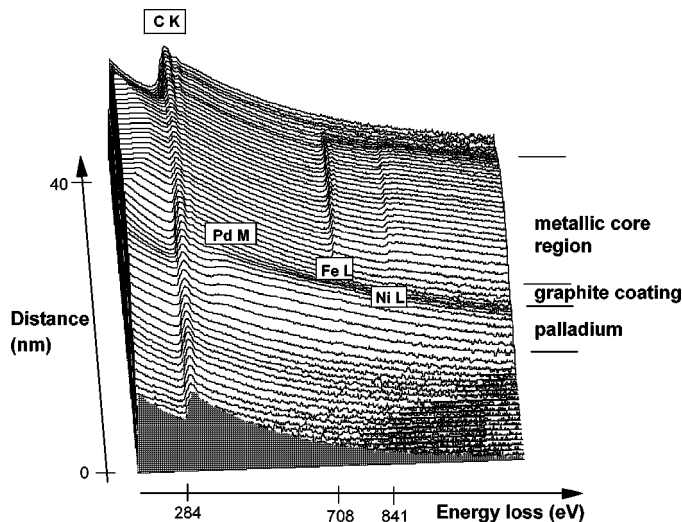 C K
40
Pd M
metallic core
region
Fe L
Ni L
graphite coating
Distance
(nm)
palladium
0
284
708
841
Energy loss (eV)